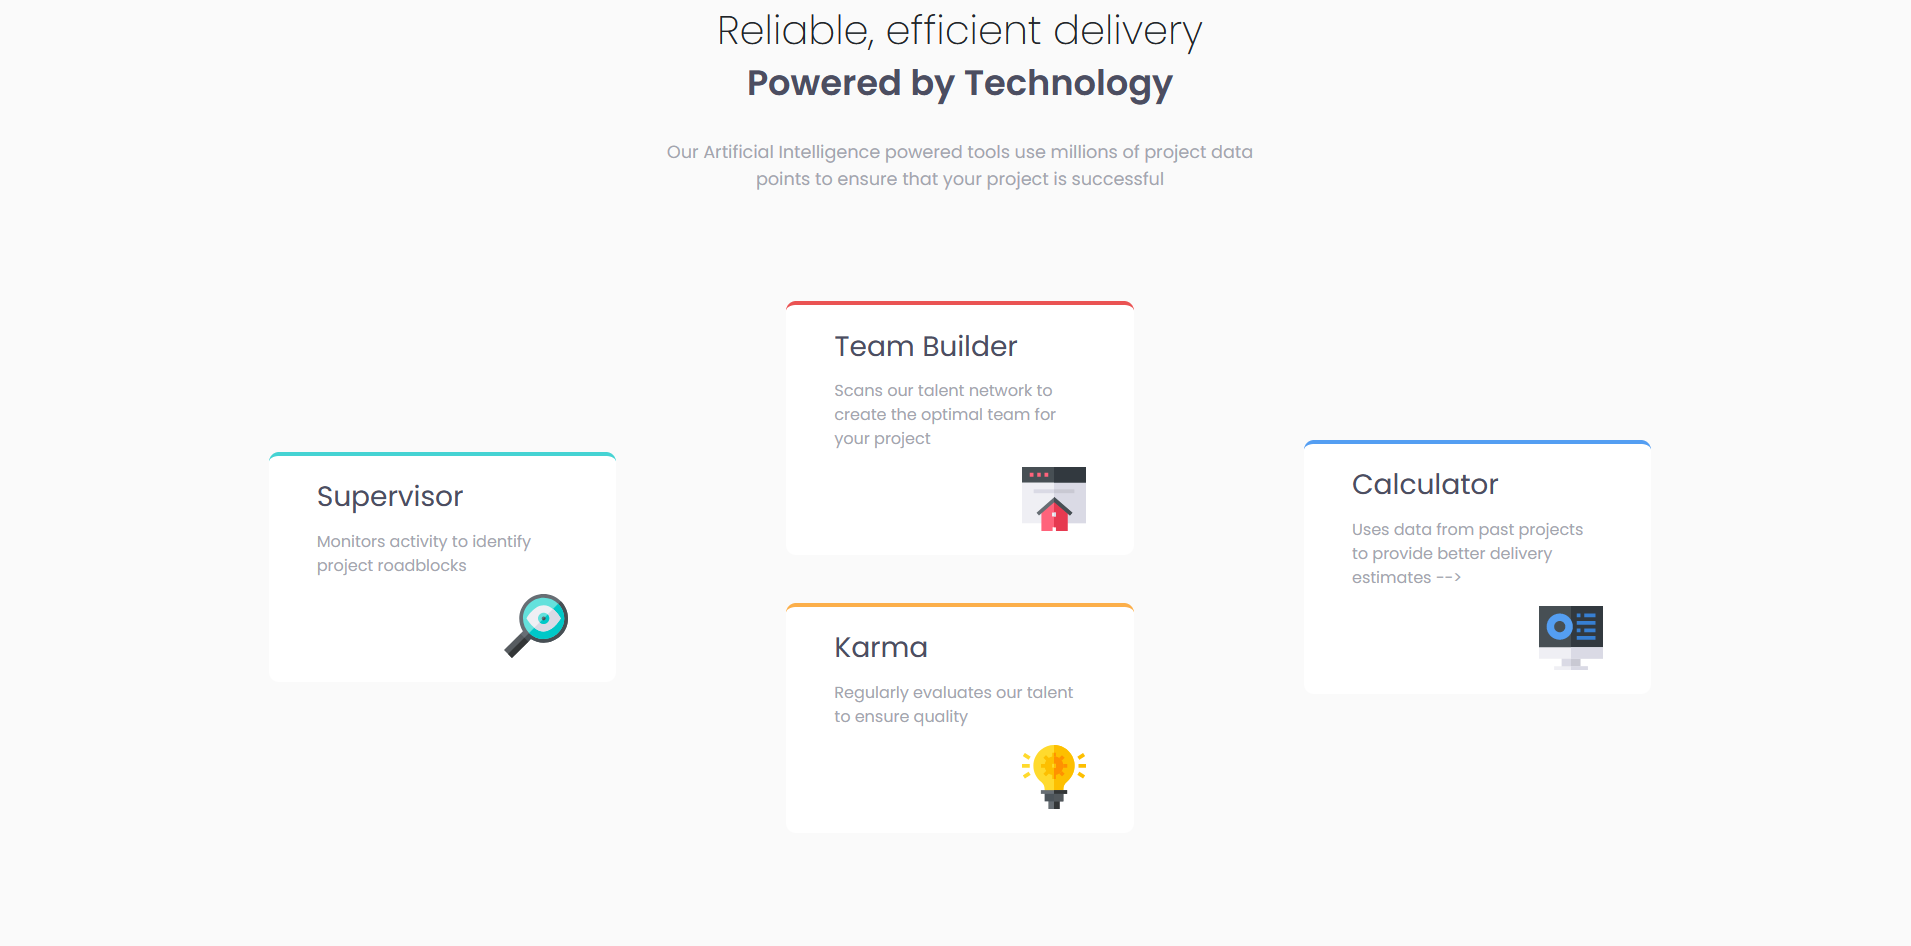 Reliable, efficient delivery
Powered by Technology
Our Artificial Intelligence powered tools use millions of project data
points to ensure that your project is successful
Supervisor
Monitors activity to identify
project roadblocks
Team Builder
Scans our talent network to
create the optimal team for
your project
Karma
Regularly evaluates our talent
to ensure quality
Calculator
Uses data from past projects
to provide better delivery
estimates -->